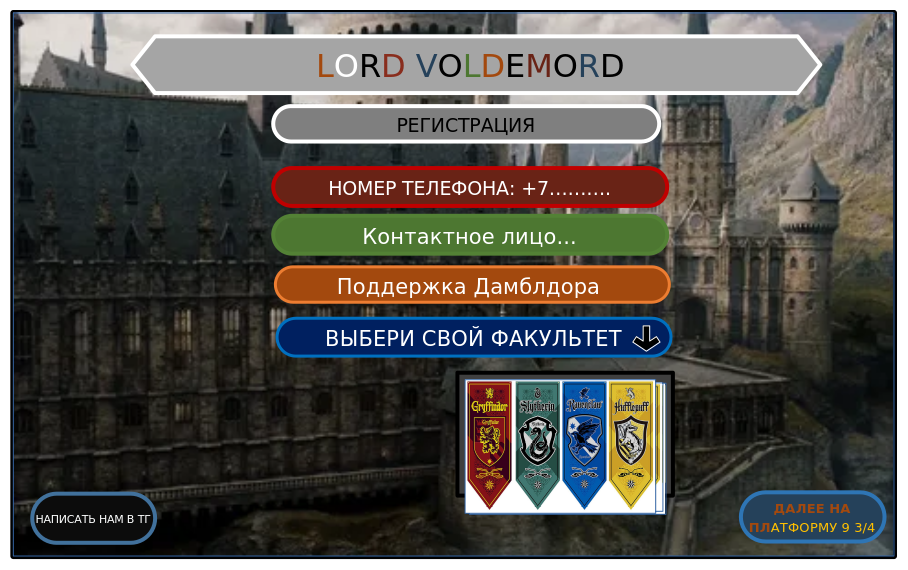 LORD VOLDEMORD
РЕГИСТРАЦИЯ
НОМЕР ТЕЛЕФОНА: +7..........
Контактное лицо...
Поддержка Дамблдора
ВЫБЕРИ СВОЙ ФАКУЛЬТЕТ
Gryffindor Slytherin Ravenclaw Hufflepuff
НАПИСАТЬ НАМ В ТГ
ДАЛЕЕ НА
ПЛАТФОРМУ 9 3/4